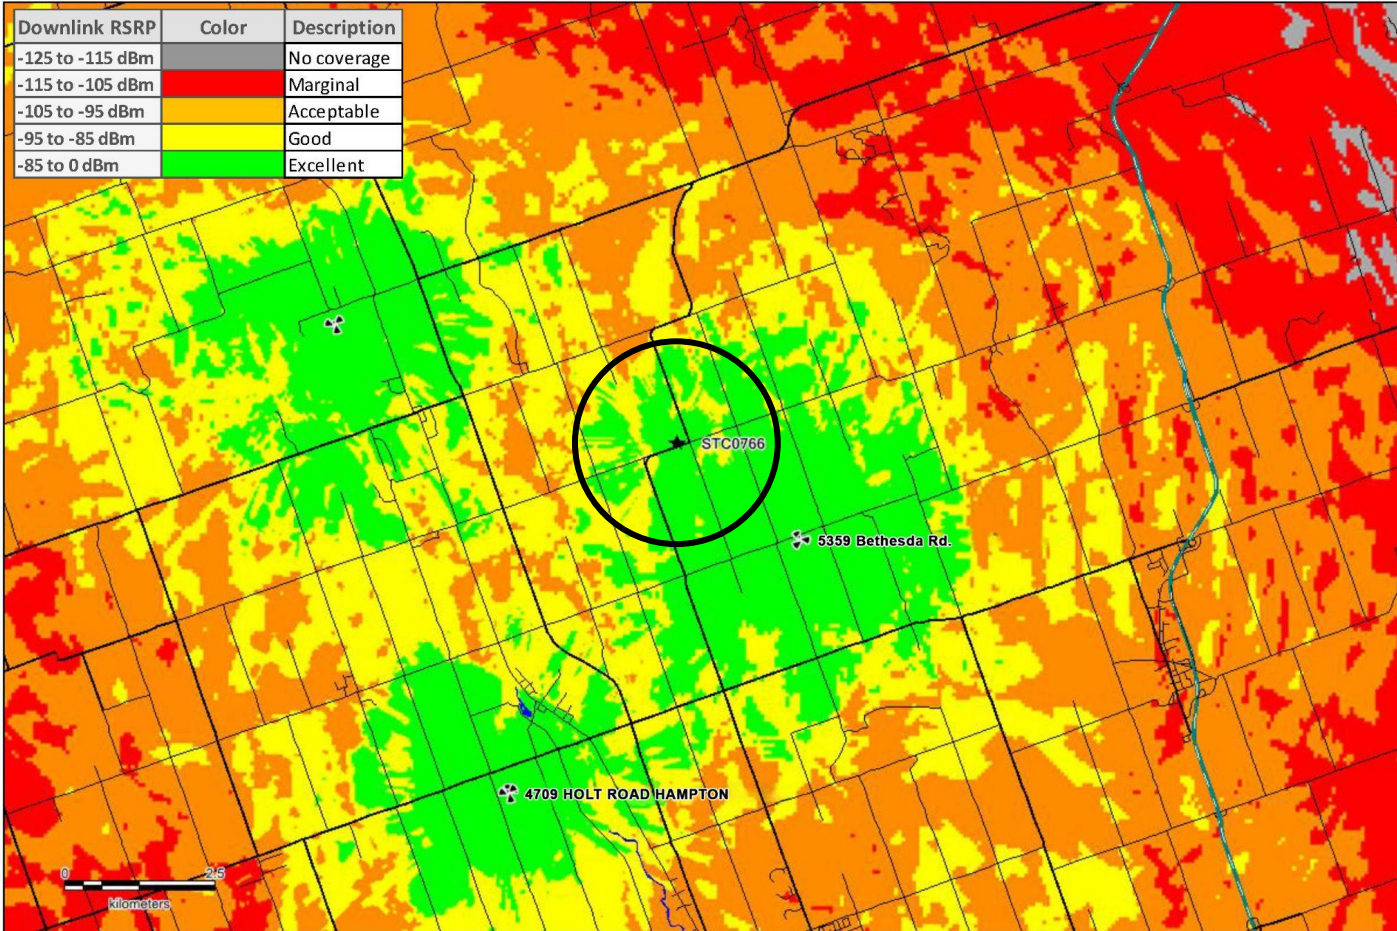 Downlink RSRP Color Description
-125 to -115 dBm No coverage
-115 to -105 dBm Marginal
-105 to -95 dBm Acceptable
-95 to -85 dBm Good
-85 to 0 dBm Excellent
STC0766
5359 Bethesda Rd.
4709 HOLT ROAD HAMPTON
0 2.5
kilometers